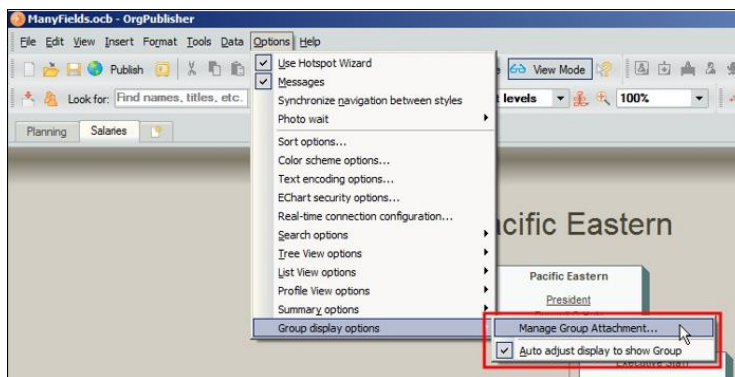 ManyFields.ocb - OrgPublisher
File Edit View Insert Format Tools Data Options Help
Publish
View Mode
Look for: Find names, titles, etc.
levels
100%
Planning Salaries
Use Hotspot Wizard
Messages
Synchronize navigation between styles
Photo wait
Sort options...
Color scheme options...
Text encoding options...
EChart security options...
Real-time connection configuration...
Search options
Tree View options
List View options
Profile View options
Summary options
Group display options
Manage Group Attachment...
Auto adjust display to show Group
acific Eastern
Pacific Eastern
President
Executive Staff